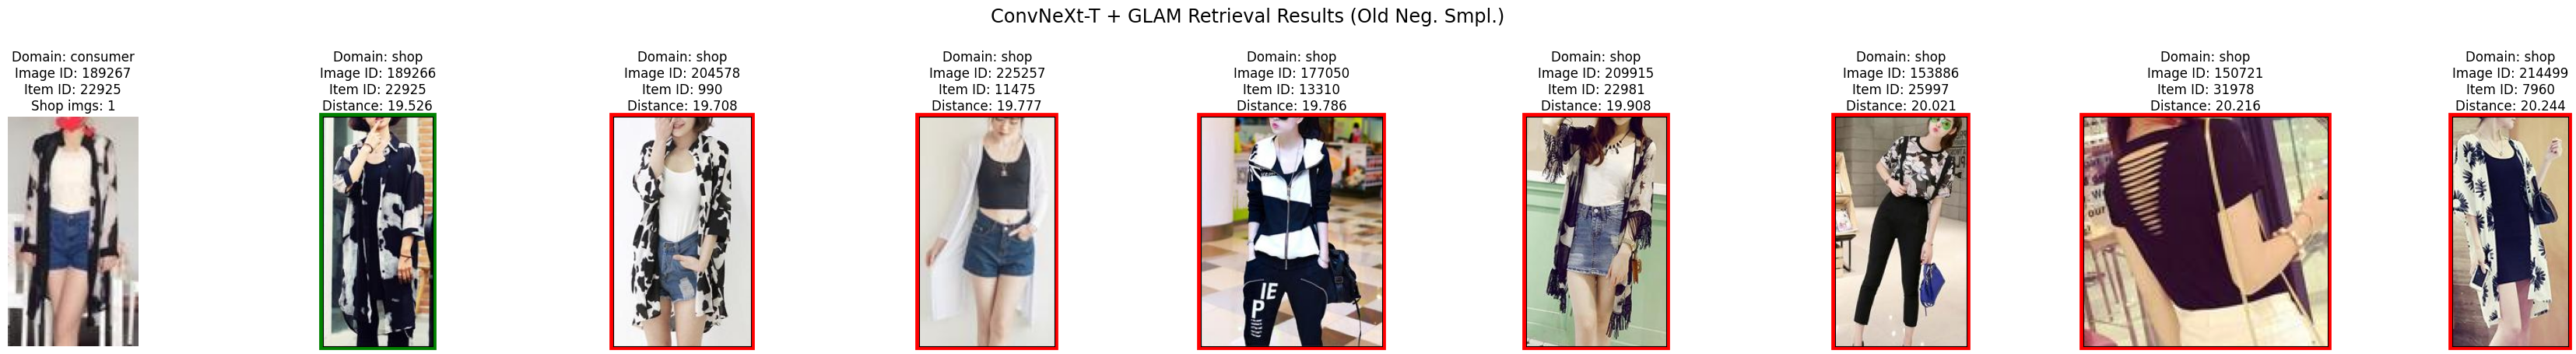 ConvNeXt-T + GLAM Retrieval Results (Old Neg. Smpl.)
Domain: consumer
Image ID: 189267
Item ID: 22925
Shop imgs: 1
Domain: shop
Image ID: 189266
Item ID: 22925
Distance: 19.526
Domain: shop
Image ID: 204578
Item ID: 990
Distance: 19.708
Domain: shop
Image ID: 225257
Item ID: 11475
Distance: 19.777
Domain: shop
Image ID: 177050
Item ID: 13310
Distance: 19.786
Domain: shop
Image ID: 209915
Item ID: 22981
Distance: 19.908
Domain: shop
Image ID: 153886
Item ID: 25997
Distance: 20.021
Domain: shop
Image ID: 150721
Item ID: 31978
Distance: 20.216
Domain: shop
Image ID: 214499
Item ID: 7960
Distance: 20.244
IE
P
our